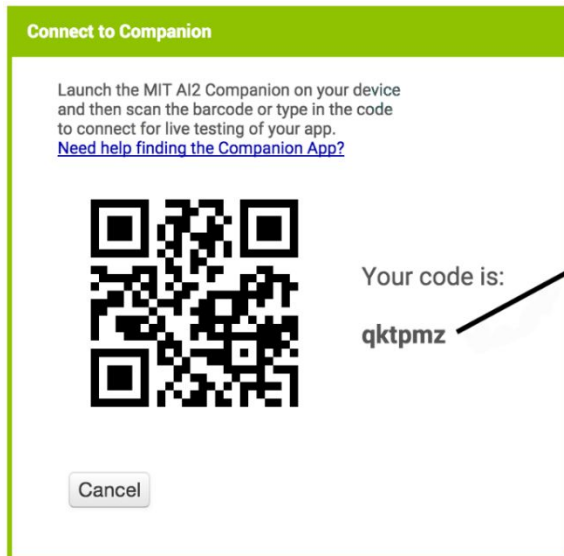 Connect to Companion
Launch the MIT AI2 Companion on your device
and then scan the barcode or type in the code
to connect for live testing of your app.
Need help finding the Companion App?
Your code is:
qktpmz
Cancel